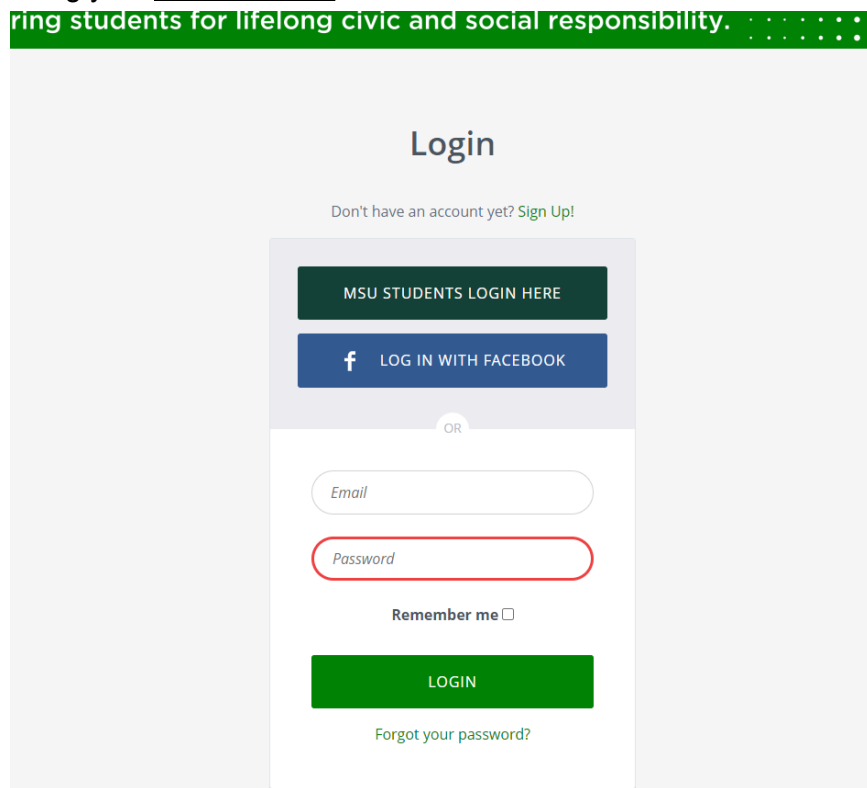 ring students for lifelong civic and social responsibility.
Login
Don't have an account yet? Sign Up!
MSU STUDENTS LOGIN HERE
f LOG IN WITH FACEBOOK
OR
Email
Password
Remember me
LOGIN
Forgot your password?